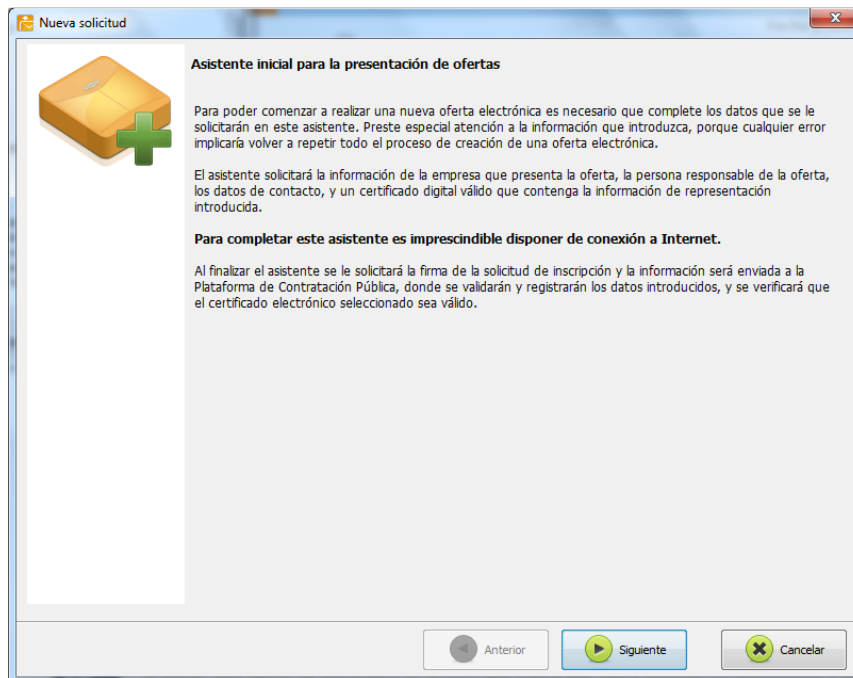 Nueva solicitud
Asistente inicial para la presentación de ofertas
Para poder comenzar a realizar una nueva oferta electrónica es necesario que complete los datos que se le
solicitarán en este asistente. Preste especial atención a la información que introduzca, porque cualquier error
implicaría volver a repetir todo el proceso de creación de una oferta electrónica.
El asistente solicitará la información de la empresa que presenta la oferta, la persona responsable de la oferta,
los datos de contacto, y un certificado digital válido que contenga la información de representación
introducida.
Para completar este asistente es imprescindible disponer de conexión a Internet.
Al finalizar el asistente se le solicitará la firma de la solicitud de inscripción y la información será enviada a la
Plataforma de Contratación Pública, donde se validarán y registrarán los datos introducidos, y se verificará que
el certificado electrónico seleccionado sea válido.
Anterior
Siguiente
Cancelar